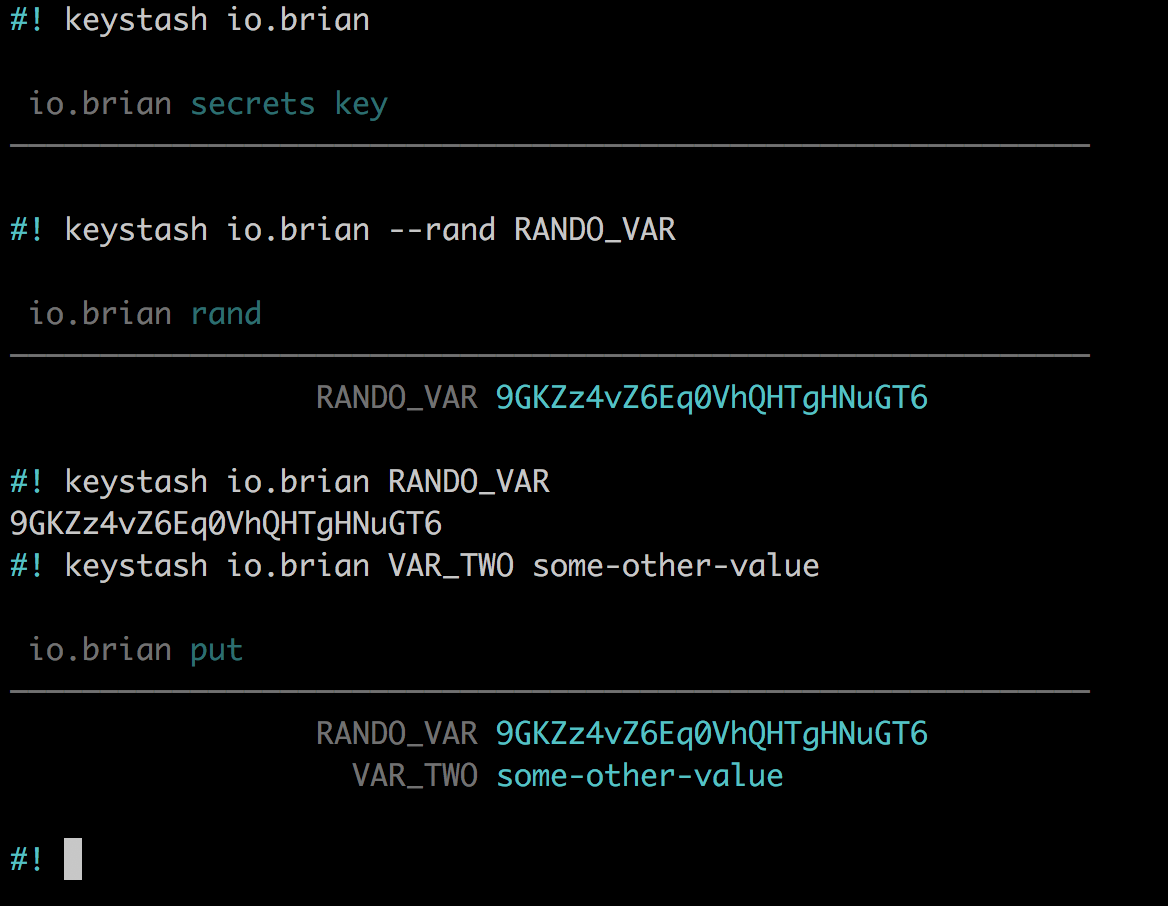 #! keystash io.brian
io.brian secrets key
#! keystash io.brian --rand RANDO_VAR
io.brian rand
RANDO_VAR 9GKZz4vZ6Eq0VhQHTgHNuGT6
#! keystash io.brian RANDO_VAR
9GKZz4vZ6Eq0VhQHTgHNuGT6
#! keystash io.brian VAR_TWO some-other-value
io.brian put
RANDO_VAR 9GKZz4vZ6Eq0VhQHTgHNuGT6
VAR_TWO some-other-value
#!